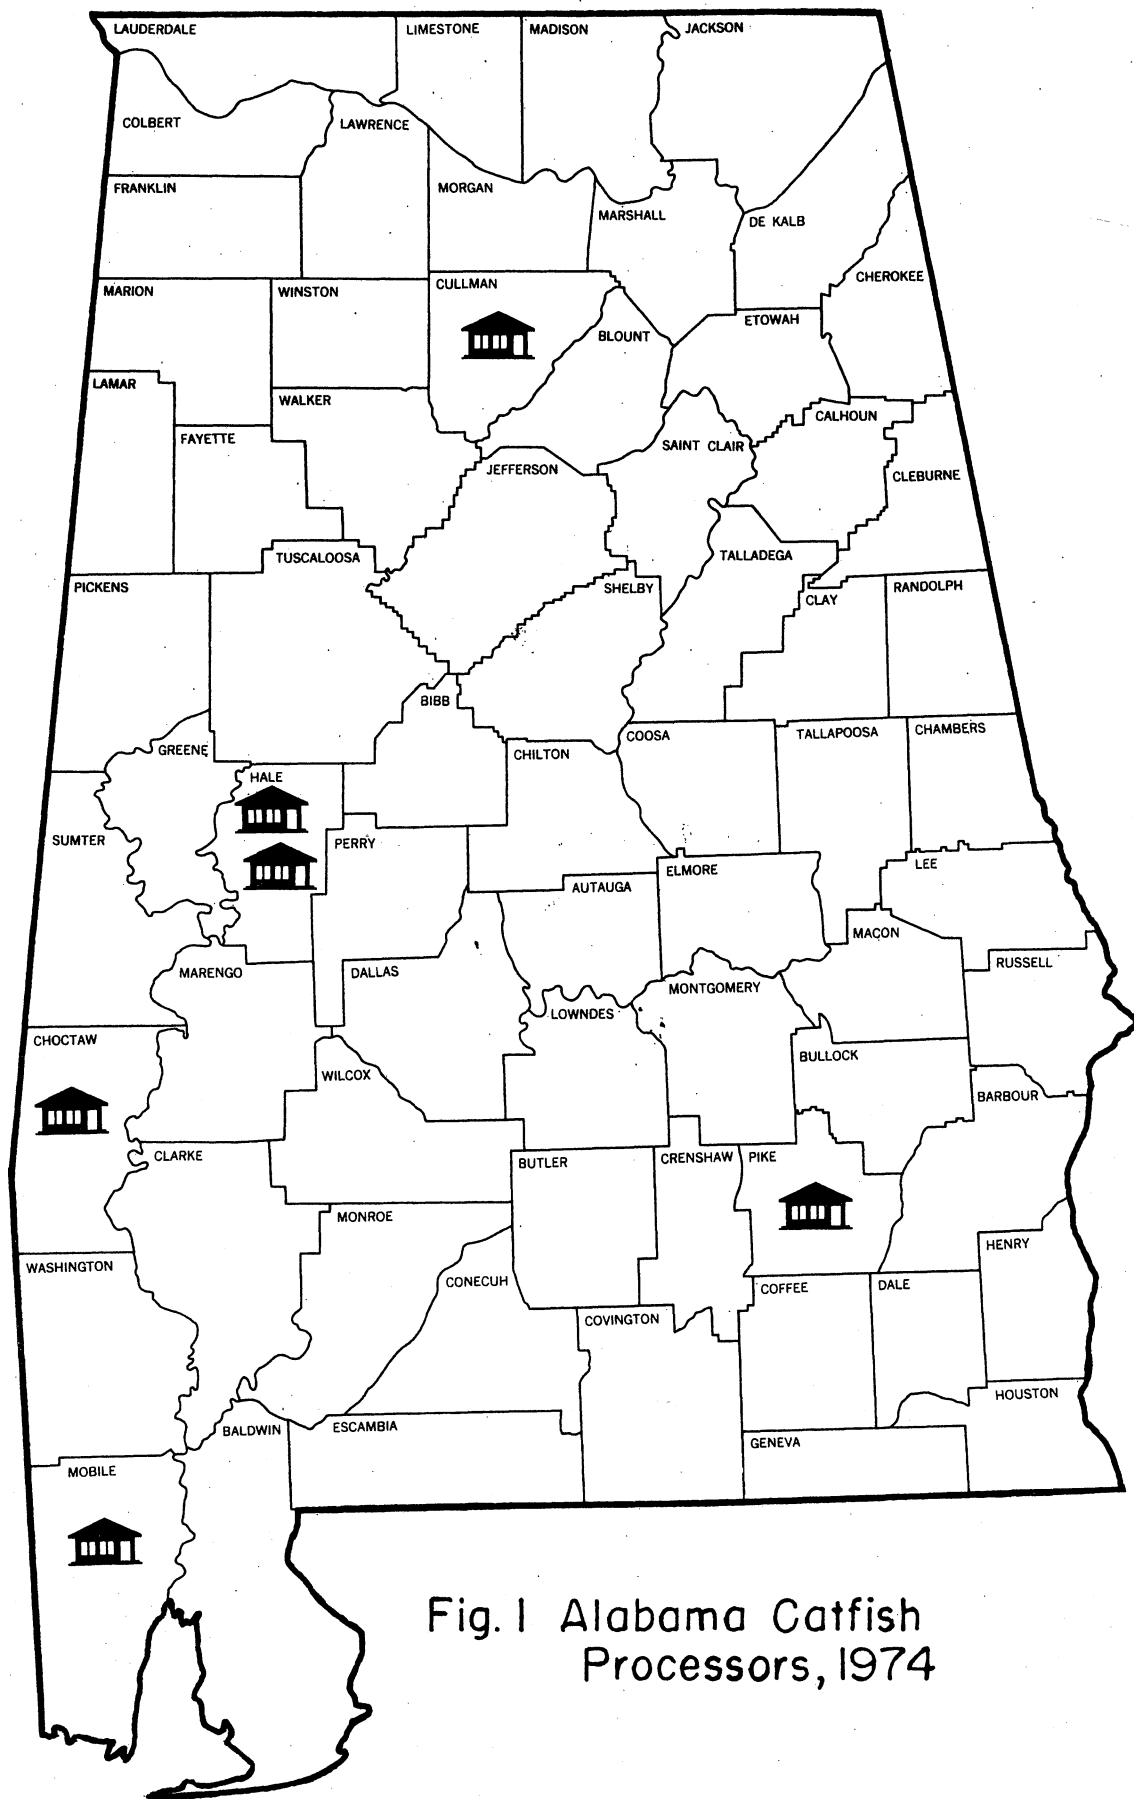 LAUDERDALE
LIMESTONE
MADISON
JACKSON
COLBERT
LAWRENCE
FRANKLIN
MORGAN
MARSHALL
DE KALB
CHEROKEE
MARION
WINSTON
CULLMAN
BLOUNT
ETOWAH
LAMAR
WALKER
CALHOUN
FAYETTE
SAINT CLAIR
JEFFERSON
CLEBURNE
TUSCALOOSA
TALLADEGA
PICKENS
SHELBY
CLAY
RANDOLPH
BIBB
GREENE
CHILTON
COOSA
TALLAPOOSA
CHAMBERS
HALE
SUMTER
PERRY
ELMORE
LEE
AUTAUGA
MACON
MARENGO
DALLAS
RUSSELL
LOWNDES
MONTGOMERY
CHOCTAW
WILCOX
BULLOCK
BARBOUR
CLARKE
BUTLER
CRENSHAW
PIKE
MONROE
HENRY
WASHINGTON
CONECUH
COFFEE
DALE
COVINGTON
HOUSTON
BALDWIN
ESCAMBIA
GENEVA
MOBILE
Fig. 1 Alabama Catfish
Processors, 1974